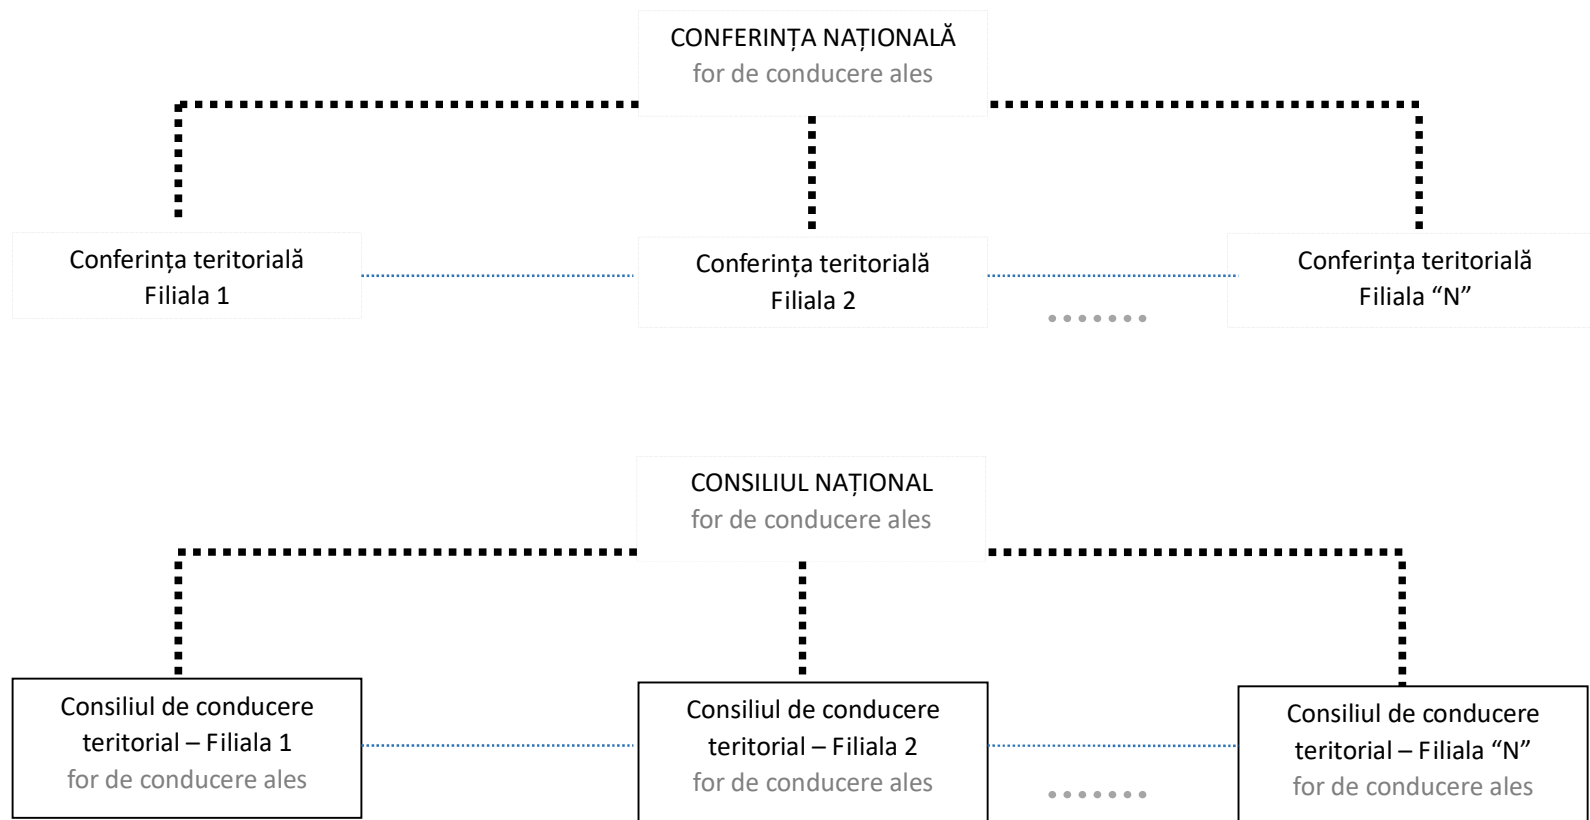 CONFERINȚA NAȚIONALĂ
for de conducere ales
Conferința teritorială
Filiala 1
Conferința teritorială
Filiala 2
.......
Conferința teritorială
Filiala “N”
CONSILIUL NAȚIONAL
for de conducere ales
Consiliul de conducere
teritorial – Filiala 1
for de conducere ales
Consiliul de conducere
teritorial – Filiala 2
for de conducere ales
.......
Consiliul de conducere
teritorial – Filiala “N”
for de conducere ales